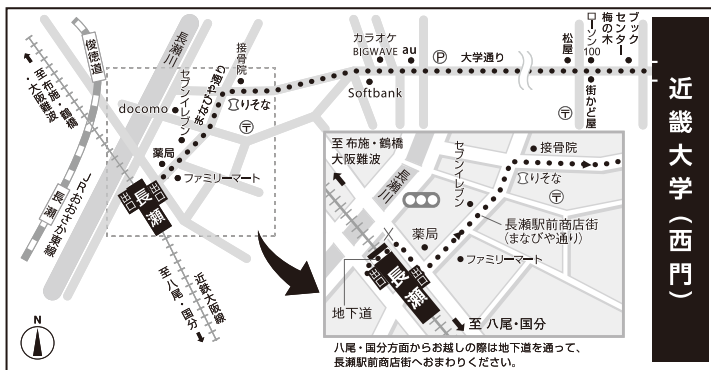 近畿大学(西門)
俊徳道
至 布施・鶴橋
大阪難波
長瀬川
接骨院
まなびや通り
セブンイレブン
docomo
りそな
薬局
ファミリーマート
長瀬
出口
出口
長瀬
JRおおさか東線
近鉄大阪線
至 八尾・国分
カラオケ
BIGWAVE
au
Softbank
P
大学通り
松屋
ローソン100
梅の木
ブックセンター
街かど屋
N
至 布施・鶴橋
大阪難波
長瀬川
セブンイレブン
接骨院
りそな
薬局
長瀬駅前商店街
(まなびや通り)
ファミリーマート
出口
長瀬
出口
地下道
至 八尾・国分
八尾・国分方面からお越しの際は地下道を通って、
長瀬駅前商店街へおまわりください。